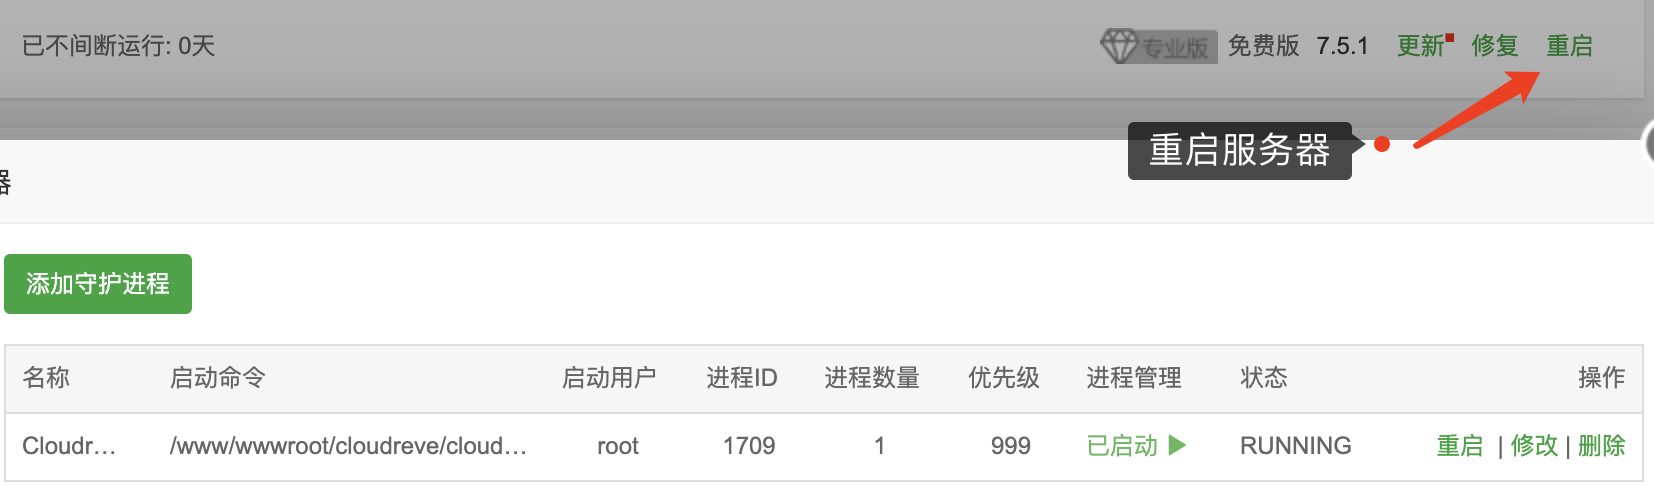 已不间断运行: 0天 专业版 免费版 7.5.1 更新 修复 重启
重启服务器
器
添加守护进程
名称 启动命令 启动用户 进程ID 进程数量 优先级 进程管理 状态 操作
Cloudr... /www/wwwroot/cloudreve/cloud... root 1709 1 999 已启动 RUNNING 重启 | 修改 | 删除